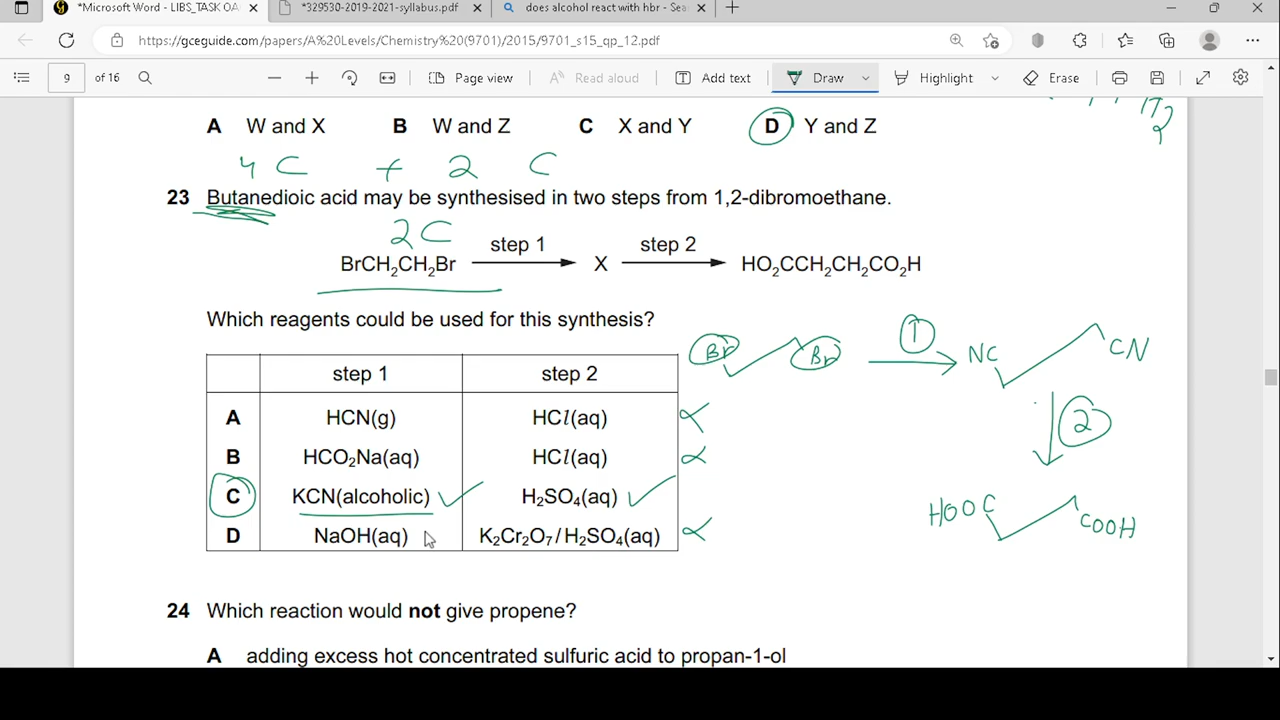 *Microsoft Word - LIBS_TASK OA *329530-2019-2021-syllabus.pdf does alcohol react with hbr - Sea
https://gceguide.com/papers/A%20Levels/Chemistry%20(9701)/2015/9701_s15_qp_12.pdf
9 of 16 Page view Read aloud Add text Draw Highlight Erase
A W and X B W and Z C X and Y D Y and Z
4 C + 2 C
23 Butanedioic acid may be synthesised in two steps from 1,2-dibromoethane.
2C
BrCH₂CH₂Br step 1 X step 2 HO₂CCH₂CH₂CO₂H
Which reagents could be used for this synthesis?
Br Br 1 NC CN
step 1 step 2
A HCN(g) HCl(aq)
B HCO₂Na(aq) HCl(aq)
C KCN(alcoholic) H₂SO₄(aq)
D NaOH(aq) K₂Cr₂O₇/H₂SO₄(aq)
2
HOOC COOH
24 Which reaction would not give propene?
A adding excess hot concentrated sulfuric acid to propan-1-ol